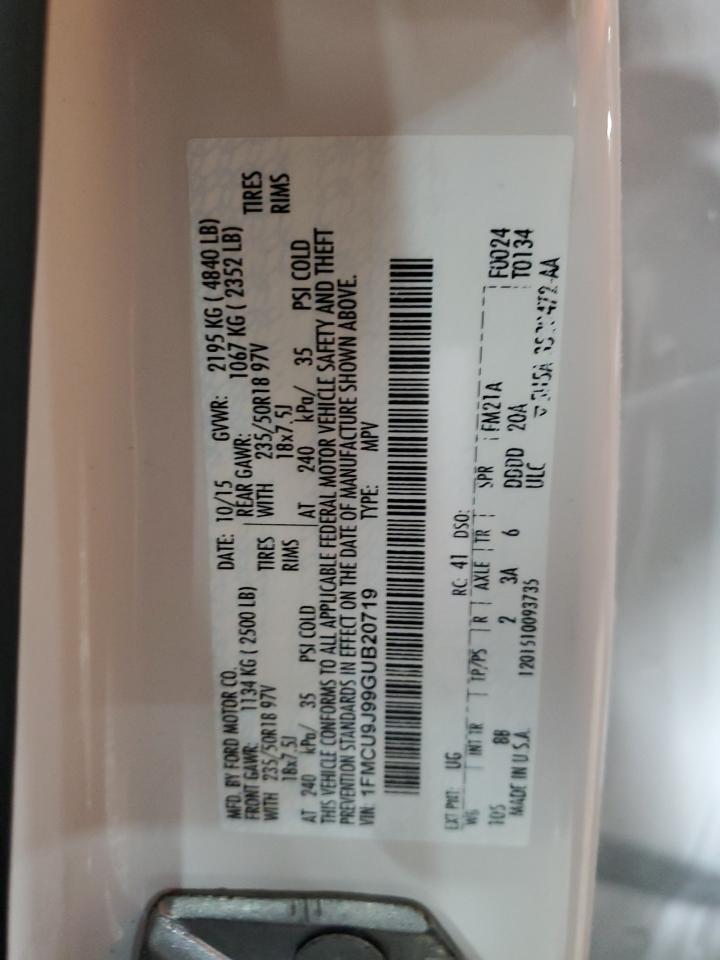 MFD. BY FORD MOTOR CO. DATE: 10/15 GVWR: 2195 KG ( 4840 LB)
FRONT GAWR: 1134 KG ( 2500 LB) REAR GAWR: 1067 KG ( 2352 LB)
WITH 235/50R18 97V TIRES WITH 235/50R18 97V TIRES
18x7.5J RIMS 18x7.5J RIMS
AT 240 kPa/ 35 PSI COLD AT 240 kPa/ 35 PSI COLD
THIS VEHICLE CONFORMS TO ALL APPLICABLE FEDERAL MOTOR VEHICLE SAFETY AND THEFT
PREVENTION STANDARDS IN EFFECT ON THE DATE OF MANUFACTURE SHOWN ABOVE.
VIN: 1FMCU9J99GUB20719 TYPE: MPV
EXT PNT: UG RC: 41 DSO:
WB INT TR TP/PS R AXLE TR SPR FM21A F0024
105 8B 2 3A 6 DDDD 20A T0134
MADE IN U.S.A. 1201510093735 ULC